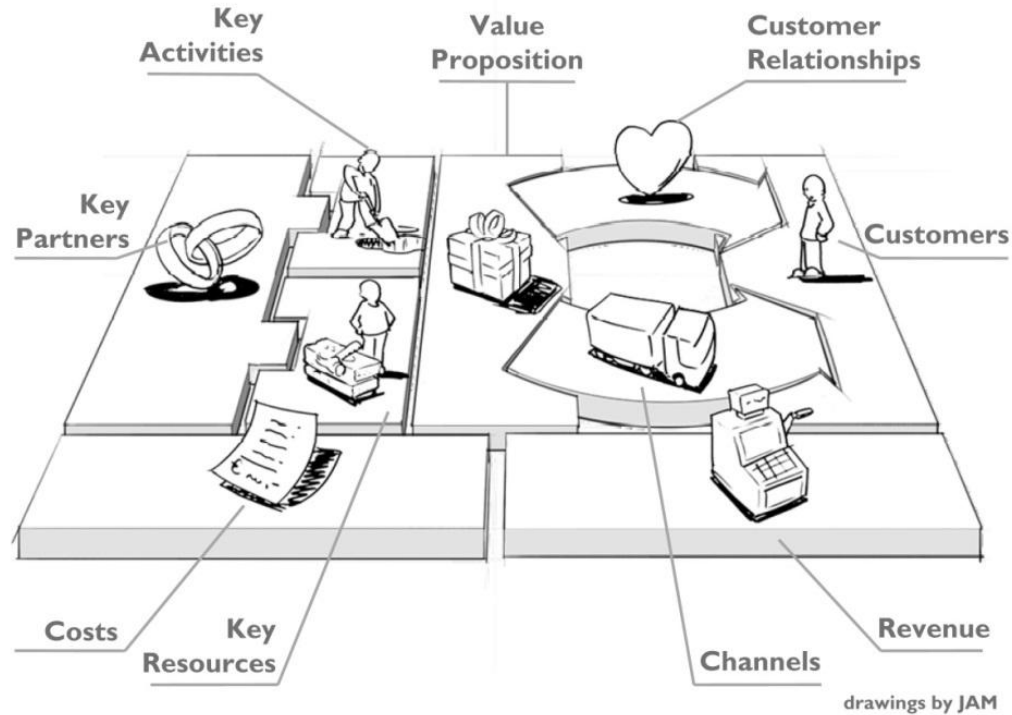 Key
Activities
Value
Proposition
Customer
Relationships
Key
Partners
Customers
Costs
Key
Resources
Channels
Revenue
drawings by JAM